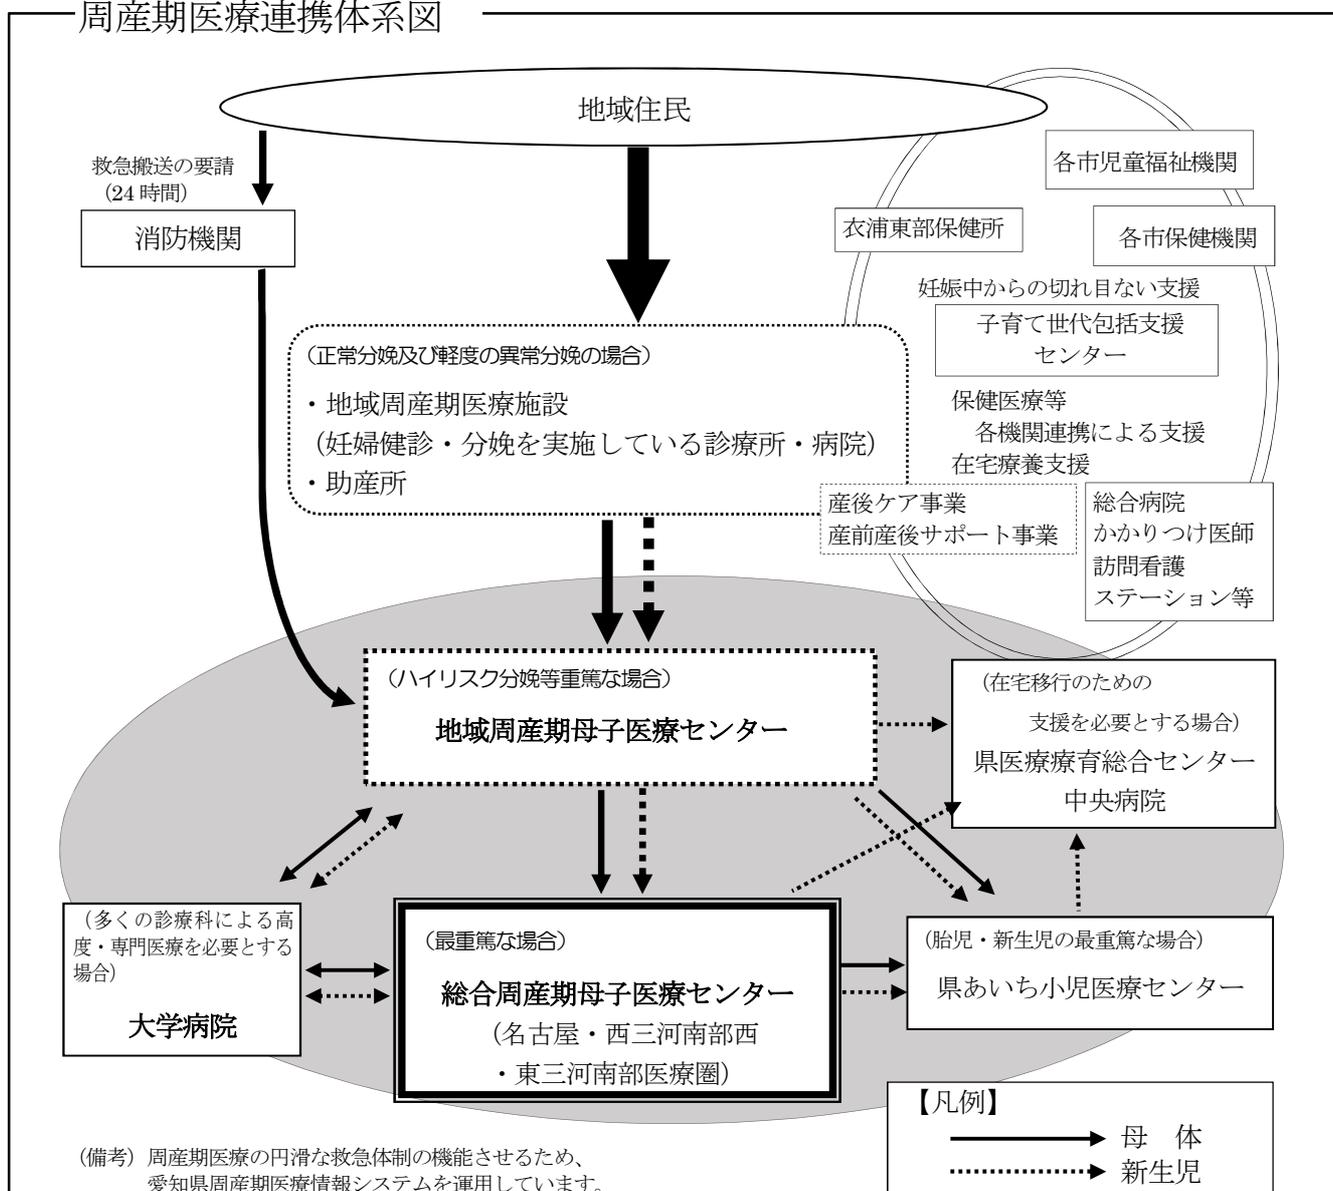 周産期医療連携体系図
地域住民
救急搬送の要請
(24 時間)
消防機関
各市児童福祉機関
衣浦東部保健所
各市保健機関
妊娠中からの切れ目ない支援
子育て世代包括支援
センター
保健医療等
各機関連携による支援
在宅療養支援
産後ケア事業
産前産後サポート事業
総合病院
かかりつけ医師
訪問看護
ステーション等
(正常分娩及び軽度の異常分娩の場合)
・地域周産期医療施設
(妊婦健診・分娩を実施している診療所・病院)
・助産所
(ハイリスク分娩等重篤な場合)
地域周産期母子医療センター
(在宅移行のための
支援を必要とする場合)
県医療療育総合センター
中央病院
(多くの診療科による高
度・専門医療を必要とする
場合)
大学病院
(最重篤な場合)
総合周産期母子医療センター
(名古屋・西三河南部西
・東三河南部医療圏)
(胎児・新生児の最重篤な場合)
県あいち小児医療センター
【凡例】
母　体
新生児
(備考) 周産期医療の円滑な救急体制の機能させるため、
愛知県周産期医療情報システムを運用しています。